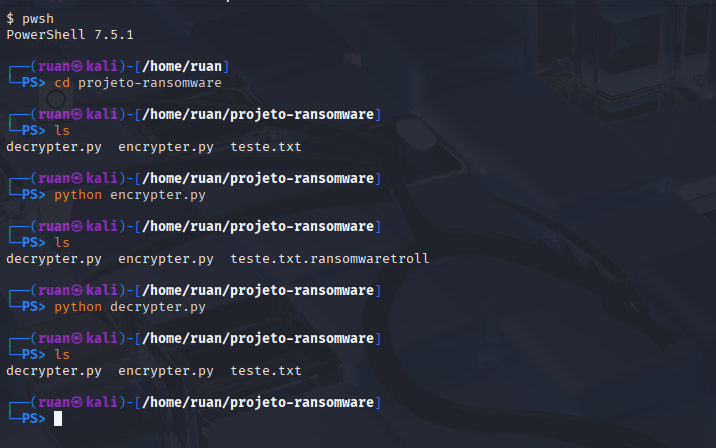 $ pwsh
PowerShell 7.5.1
┌──(ruan㉿kali)-[/home/ruan]
└─PS> cd projeto-ransomware
┌──(ruan㉿kali)-[/home/ruan/projeto-ransomware]
└─PS> ls
decrypter.py  encrypter.py  teste.txt
┌──(ruan㉿kali)-[/home/ruan/projeto-ransomware]
└─PS> python encrypter.py
┌──(ruan㉿kali)-[/home/ruan/projeto-ransomware]
└─PS> ls
decrypter.py  encrypter.py  teste.txt.ransomwaretroll
┌──(ruan㉿kali)-[/home/ruan/projeto-ransomware]
└─PS> python decrypter.py
┌──(ruan㉿kali)-[/home/ruan/projeto-ransomware]
└─PS> ls
decrypter.py  encrypter.py  teste.txt
┌──(ruan㉿kali)-[/home/ruan/projeto-ransomware]
└─PS>